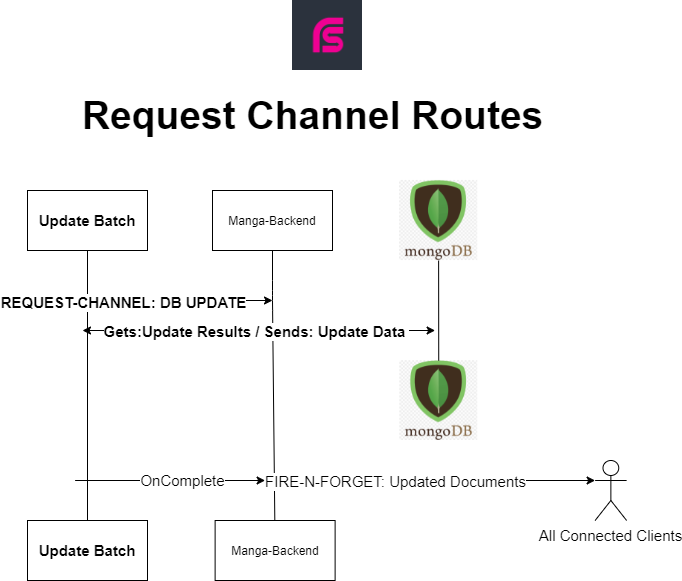 RS
Request Channel Routes
Update Batch
Manga-Backend
mongoDB
REQUEST-CHANNEL: DB UPDATE
Gets:Update Results / Sends: Update Data
mongoDB
OnComplete
FIRE-N-FORGET: Updated Documents
All Connected Clients
Update Batch
Manga-Backend